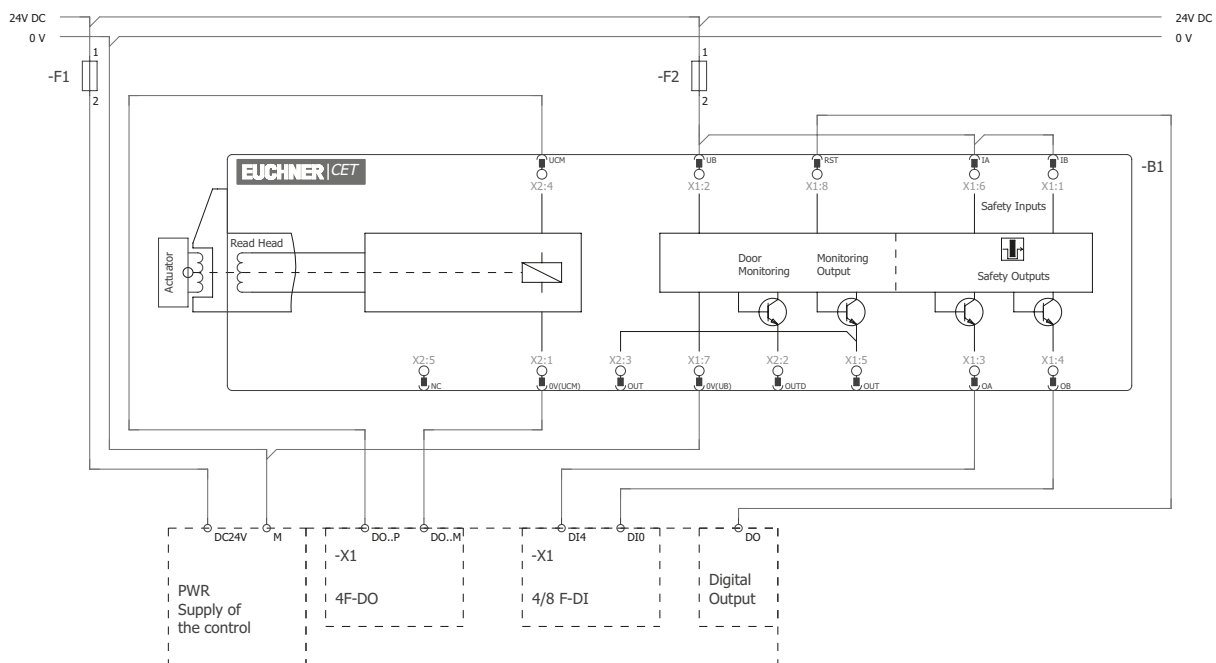 24V DC
24V DC
0 V
0 V
1
1
-F1
-F2
2
2
EUCHNER CET
UCM
UB
RST
IA
IB
-B1
X2:4
X1:2
X1:8
X1:6
X1:1
Safety Inputs
Actuator
Read Head
Door
Monitoring
Monitoring
Output
Safety Outputs
X2:5
X2:1
X2:3
X1:7
X2:2
X1:5
X1:3
X1:4
NC
0V(UCM)
OUT
0V(UB)
OUTD
OUT
OA
OB
DC24V
M
DO..P
DO..M
DI4
DI0
DO
-X1
-X1
PWR
Supply of
the control
4F-DO
4/8 F-DI
Digital
Output